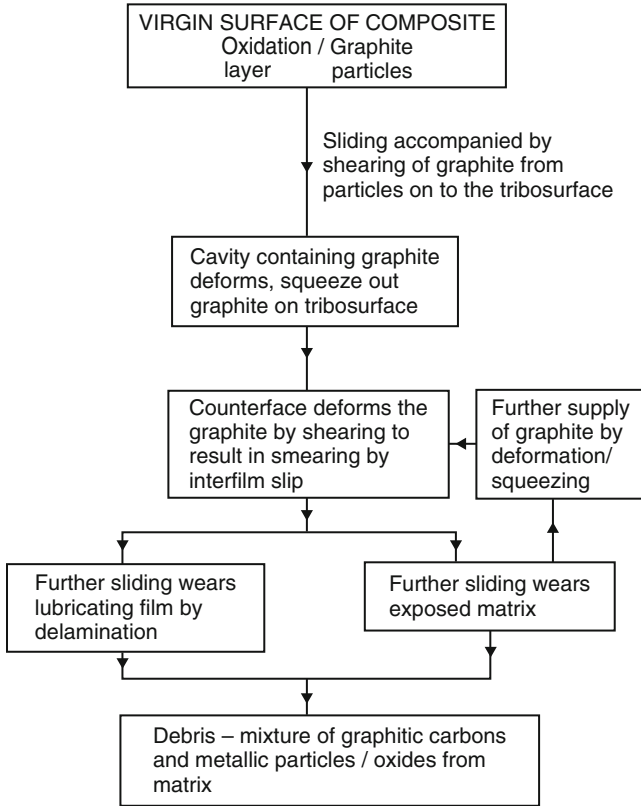 VIRGIN SURFACE OF COMPOSITE
Oxidation / Graphite
layer particles
Sliding accompanied by
shearing of graphite from
particles on to the tribosurface
Cavity containing graphite
deforms, squeeze out
graphite on tribosurface
Counterface deforms the
graphite by shearing to
result in smearing by
interfilm slip
Further supply
of graphite by
deformation/
squeezing
Further sliding wears
lubricating film by
delamination
Further sliding wears
exposed matrix
Debris – mixture of graphitic carbons
and metallic particles / oxides from
matrix